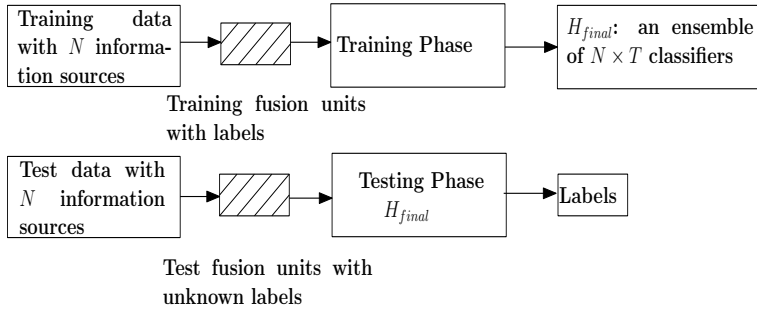 Training data
with N informa-
tion sources
Training Phase
H_final: an ensemble
of N × T classifiers
Training fusion units
with labels
Test data with
N information
sources
Testing Phase
H_final
Labels
Test fusion units with
unknown labels